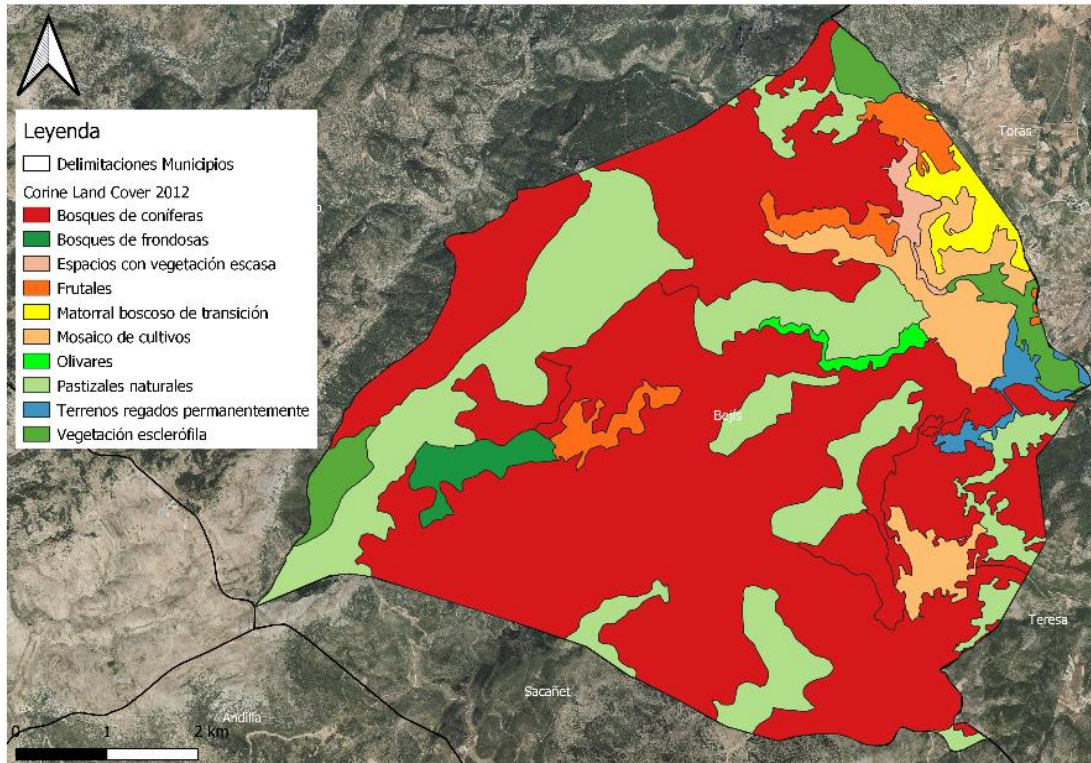 Leyenda
Delimitaciones Municipios
Corine Land Cover 2012
Bosques de coníferas
Bosques de frondosas
Espacios con vegetación escasa
Frutales
Matorral boscoso de transición
Mosaico de cultivos
Olivares
Pastizales naturales
Terrenos regados permanentemente
Vegetación esclerófila
Torás
Bejís
Teresa
Sacañet
Andilla
0 1 2 km